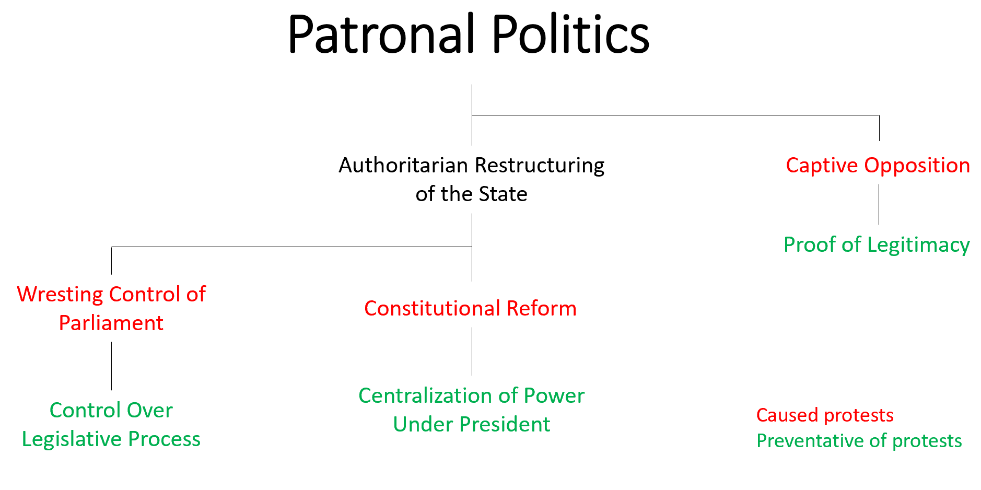 Patronal Politics
Authoritarian Restructuring
of the State
Captive Opposition
Proof of Legitimacy
Wresting Control of
Parliament
Constitutional Reform
Control Over
Legislative Process
Centralization of Power
Under President
Caused protests
Preventative of protests